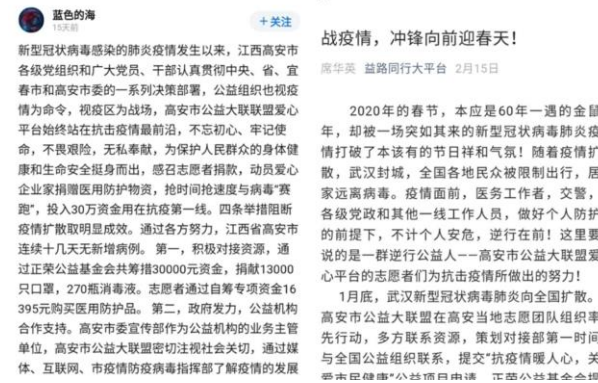 蓝色的海
15天前
+关注
新型冠状病毒感染的肺炎疫情发生以来，江西高安市
各级党组织和广大党员、干部认真贯彻中央、省、宜
春市和高安市委的一系列决策部署，公益组织也视疫
情为命令，视疫区为战场，高安市公益大联联盟爱心
平台始终站在抗击疫情最前沿，不忘初心、牢记使
命，不畏艰险，无私奉献，为保护人民群众的身体健
康和生命安全挺身而出，感召志愿者捐款，动员爱心
企业家捐赠医用防护物资，抢时间抢速度与病毒“赛
跑”，投入30万资金用在抗疫第一线。四条举措阻断
疫情扩散取明显成效。通过各方努力，江西省高安市
连续十几天无新增病例。 第一，积极对接资源，通
过正荣公益基金会共筹措30000元资金，捐献13000
只口罩，270瓶消毒液。志愿者通过自筹专项资金16
395元购买医用防护品。 第二，政府发力，公益机构
合作支持。高安市委宣传部作为公益机构的业务主管
单位，高安市公益大联盟密切注视社会关切，通过媒
体、互联网、市疫情防疫病毒指挥部了解疫情的发展
战疫情，冲锋向前迎春天！
席华英 益路同行大平台 2月15日
2020年的春节，本应是60年一遇的金鼠
年，却被一场突如其来的新型冠状病毒肺炎疫
情打破了本该有的节日祥和气氛！随着疫情扩
散，武汉封城，全国各地民众被限制出行，居
家远离病毒。疫情面前，医务工作者，交警，
各级党政和其他一线工作人员，做好个人防护
的前提下，不计个人安危，逆行在前！这里要
说的是一群逆行公益人——高安市公益大联盟爱
心平台的志愿者们为抗击疫情所做出的努力！
1月底，武汉新型冠状病毒肺炎向全国扩散。
高安市公益大联盟在高安当地志愿团队组织率
先行动，多方联系资源，策划对接部第一时间
与全国公益组织联系，提交“抗疫情暖人心，关
爱市民健康”公益项目申请，正荣公益基金会提